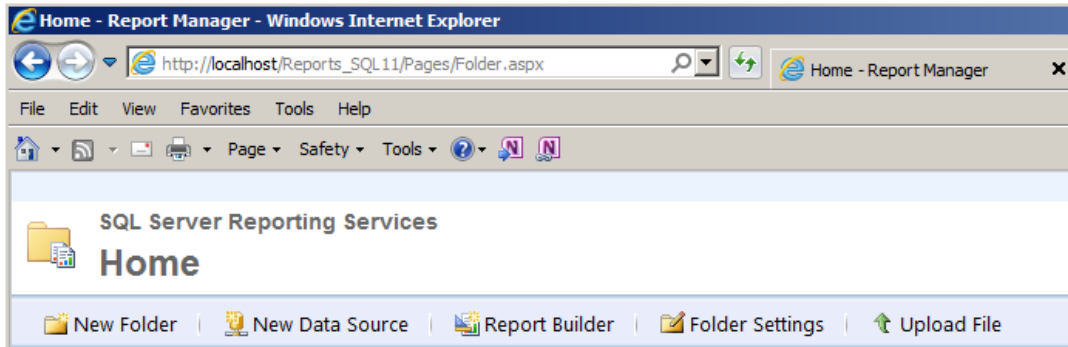 Home - Report Manager - Windows Internet Explorer
http://localhost/Reports_SQL11/Pages/Folder.aspx Home - Report Manager
File Edit View Favorites Tools Help
Page Safety Tools
SQL Server Reporting Services
Home
New Folder New Data Source Report Builder Folder Settings Upload File